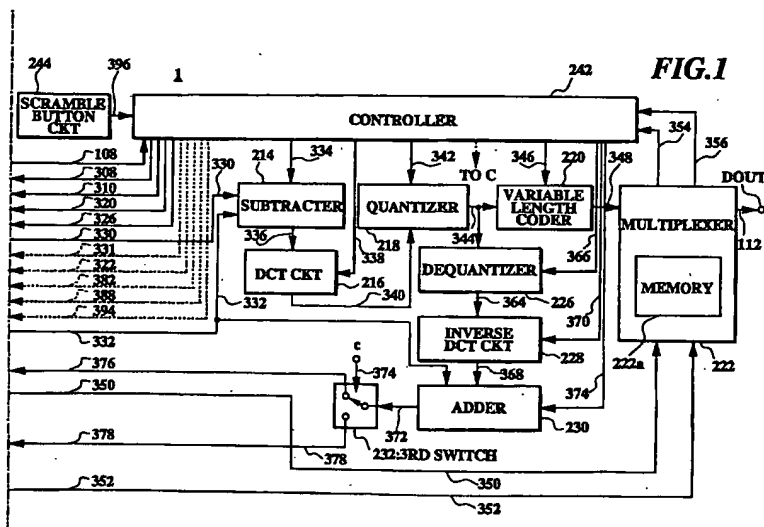 244
396
1
242
FIG.1
SCRAMBLE
BUTTON
CKT
CONTROLLER
354
356
108
308
310
320
326
330
331
322
382
388
394
332
376
350
378
352
330
334
214
SUBTRACTER
336
DCT CKT
216
338
340
332
342
TO C
QUANTIZER
218
344
346
220
348
VARIABLE
LENGTH
CODER
366
DEQUANTIZER
364
226
370
INVERSE
DCT CKT
228
368
374
ADDER
230
372
c
374
232:3RD SWITCH
378
350
352
DOUT
112
MULTIPLEXER
MEMORY
222a
222